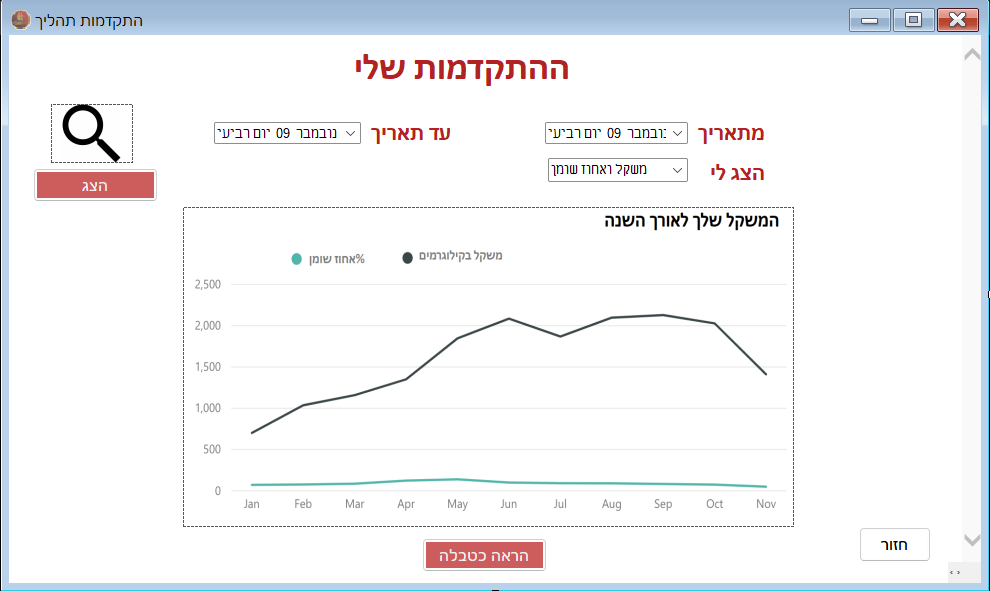 התקדמות תהליך
ההתקדמות שלי
מתאריך
נובמבר 09 יום רביעי
עד תאריך
נובמבר 09 יום רביעי
הצג לי
משקל ואחוז שומן
הצג
המשקל שלך לאורך השנה
משקל בקילוגרמים
אחוז שומן%
2,500
2,000
1,500
1,000
500
0
Jan Feb Mar Apr May Jun Jul Aug Sep Oct Nov
הראה כטבלה
חזור